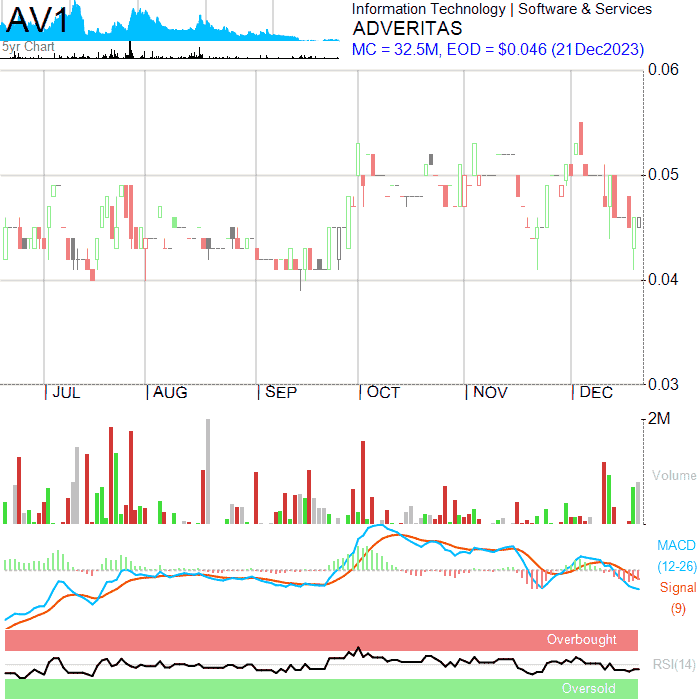 AV1
5yr Chart
Information Technology | Software & Services
ADVERITAS
MC = 32.5M, EOD = $0.046 (21Dec2023)
0.06
0.05
0.04
0.03
JUL AUG SEP OCT NOV DEC
2M
Volume
MACD
(12-26)
Signal
(9)
Overbought
RSI(14)
Oversold